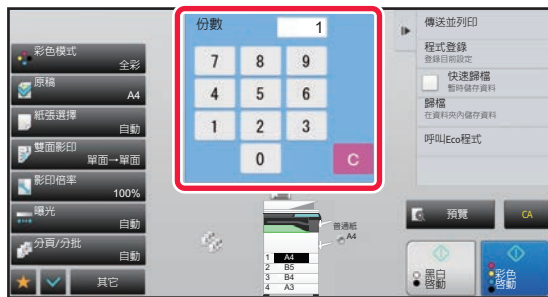 彩色模式
全彩
原稿
A4
紙張選擇
自動
雙面影印
單面→單面
影印倍率
100%
曝光
自動
分頁/分批
自動
其它
份數
1
7 8 9
4 5 6
1 2 3
0 C
普通紙
A4
1 A4
2 B5
3 B4
4 A3
傳送並列印
程式登錄
登錄目前設定
快速歸檔
暫時儲存資料
歸檔
在資料夾內儲存資料
呼叫Eco程式
預覽
CA
黑白
啓動
彩色
啓動